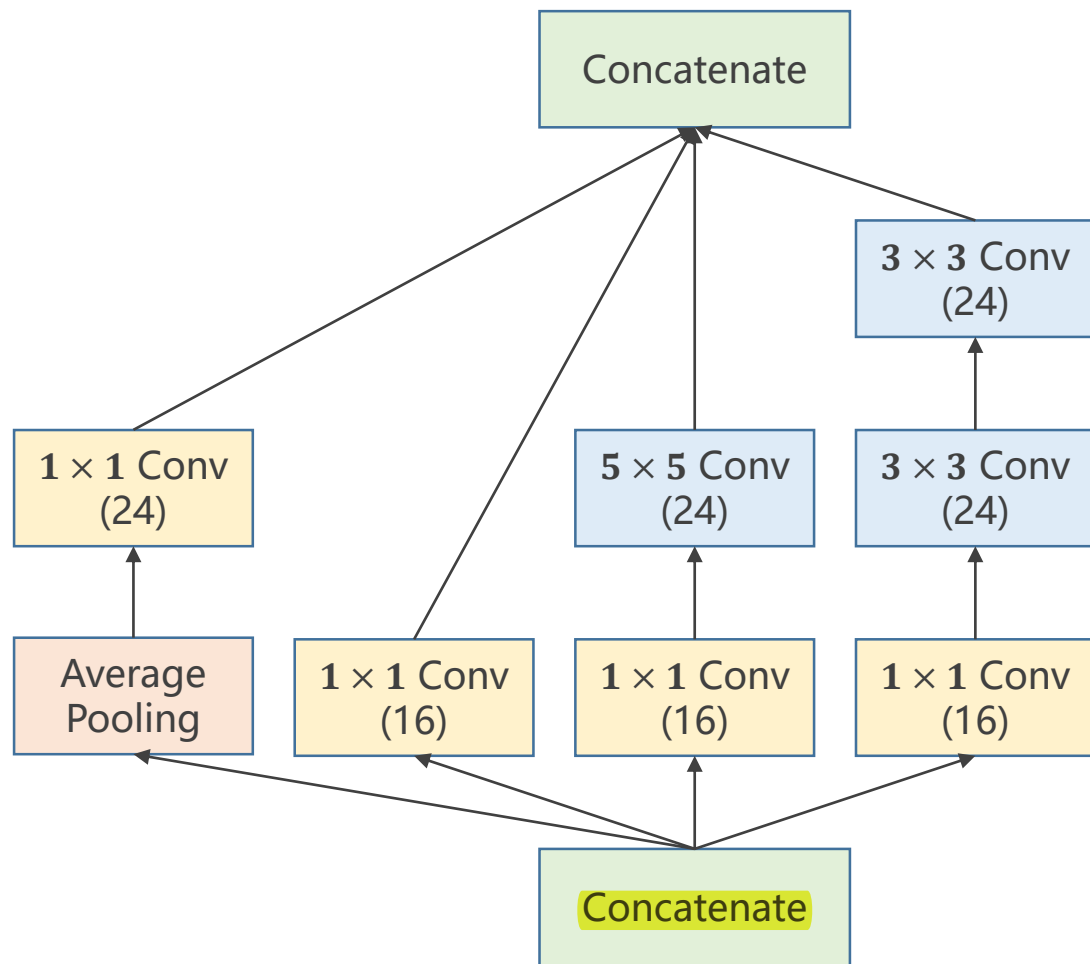 Concatenate
3 × 3 Conv
(24)
1 × 1 Conv
(24)
5 × 5 Conv
(24)
3 × 3 Conv
(24)
Average
Pooling
1 × 1 Conv
(16)
1 × 1 Conv
(16)
1 × 1 Conv
(16)
Concatenate